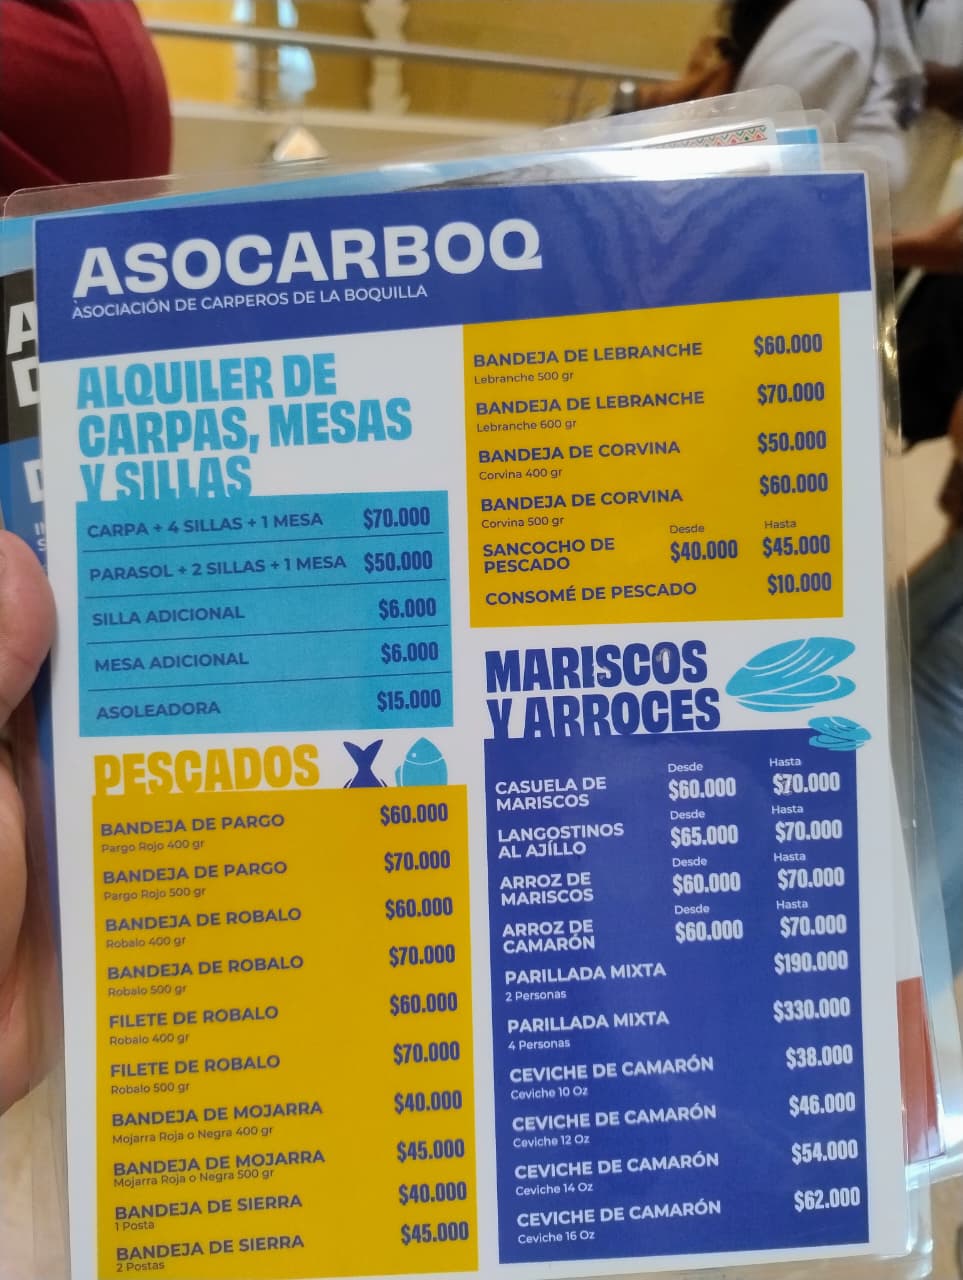 ASOCARBOQ
ASOCIACIÓN DE CARPEROS DE LA BOQUILLA
ALQUILER DE
CARPAS, MESAS
Y SILLAS
CARPA + 4 SILLAS + 1 MESA $70.000
PARASOL + 2 SILLAS + 1 MESA $50.000
SILLA ADICIONAL $6.000
MESA ADICIONAL $6.000
ASOLEADORA $15.000
PESCADOS
BANDEJA DE PARGO $60.000
Pargo Rojo 400 gr
BANDEJA DE PARGO $70.000
Pargo Rojo 500 gr
BANDEJA DE ROBALO $60.000
Robalo 400 gr
BANDEJA DE ROBALO $70.000
Robalo 500 gr
FILETE DE ROBALO $60.000
Robalo 400 gr
FILETE DE ROBALO $70.000
Robalo 500 gr
BANDEJA DE MOJARRA $40.000
Mojarra Roja o Negra 400 gr
BANDEJA DE MOJARRA $45.000
Mojarra Roja o Negra 500 gr
BANDEJA DE SIERRA $40.000
1 Posta
BANDEJA DE SIERRA $45.000
2 Postas
BANDEJA DE LEBRANCHE $60.000
Lebranche 500 gr
BANDEJA DE LEBRANCHE $70.000
Lebranche 600 gr
BANDEJA DE CORVINA $50.000
Corvina 400 gr
BANDEJA DE CORVINA $60.000
Corvina 500 gr
Desde Hasta
SANCOCHO DE $40.000 $45.000
PESCADO
CONSOMÉ DE PESCADO $10.000
MARISCOS
Y ARROCES
Desde Hasta
CASUELA DE $60.000 $70.000
MARISCOS
Desde Hasta
LANGOSTINOS $65.000 $70.000
AL AJÍLLO
Desde Hasta
ARROZ DE $60.000 $70.000
MARISCOS
Desde Hasta
ARROZ DE $60.000 $70.000
CAMARÓN
PARILLADA MIXTA $190.000
2 Personas
PARILLADA MIXTA $330.000
4 Personas
CEVICHE DE CAMARÓN $38.000
Ceviche 10 Oz
CEVICHE DE CAMARÓN $46.000
Ceviche 12 Oz
CEVICHE DE CAMARÓN $54.000
Ceviche 14 Oz
CEVICHE DE CAMARÓN $62.000
Ceviche 16 Oz